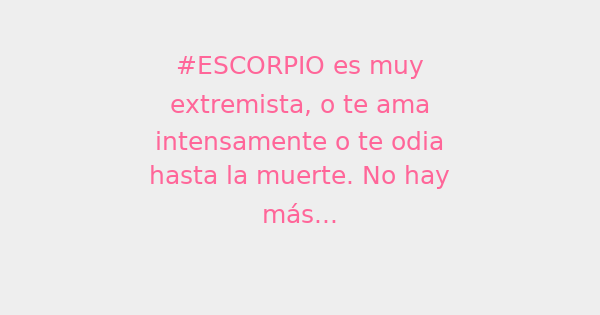 #ESCORPIO es muy
extremista, o te ama
intensamente o te odia
hasta la muerte. No hay
más...